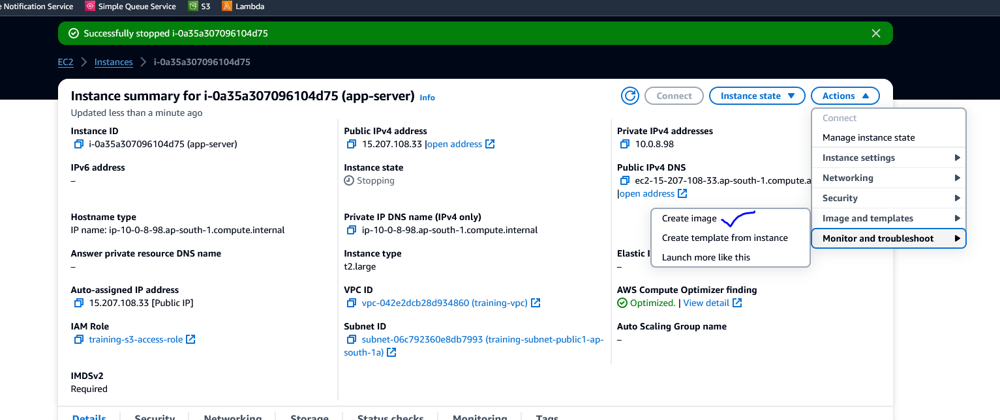 e Notification Service Simple Queue Service S3 Lambda
Successfully stopped i-0a35a307096104d75
EC2 Instances i-0a35a307096104d75
Instance summary for i-0a35a307096104d75 (app-server) Info
Connect Instance state Actions
Updated less than a minute ago
Connect
Manage instance state
Instance settings
Networking
Security
Image and templates
Monitor and troubleshoot
Create image
Create template from instance
Launch more like this
Instance ID
i-0a35a307096104d75 (app-server)
Public IPv4 address
15.207.108.33 |open address
Private IPv4 addresses
10.0.8.98
IPv6 address
–
Instance state
Stopping
Public IPv4 DNS
ec2-15-207-108-33.ap-south-1.compute.a
|open address
Hostname type
IP name: ip-10-0-8-98.ap-south-1.compute.internal
Private IP DNS name (IPv4 only)
ip-10-0-8-98.ap-south-1.compute.internal
Answer private resource DNS name
–
Instance type
t2.large
Elastic I
–
Auto-assigned IP address
15.207.108.33 [Public IP]
VPC ID
vpc-042e2dcb28d934860 (training-vpc)
AWS Compute Optimizer finding
Optimized. | View detail
IAM Role
training-s3-access-role
Subnet ID
subnet-06c792360e8db7993 (training-subnet-public1-ap-
south-1a)
Auto Scaling Group name
–
IMDSv2
Required
Details Security Networking Storage Status checks Monitoring Tags